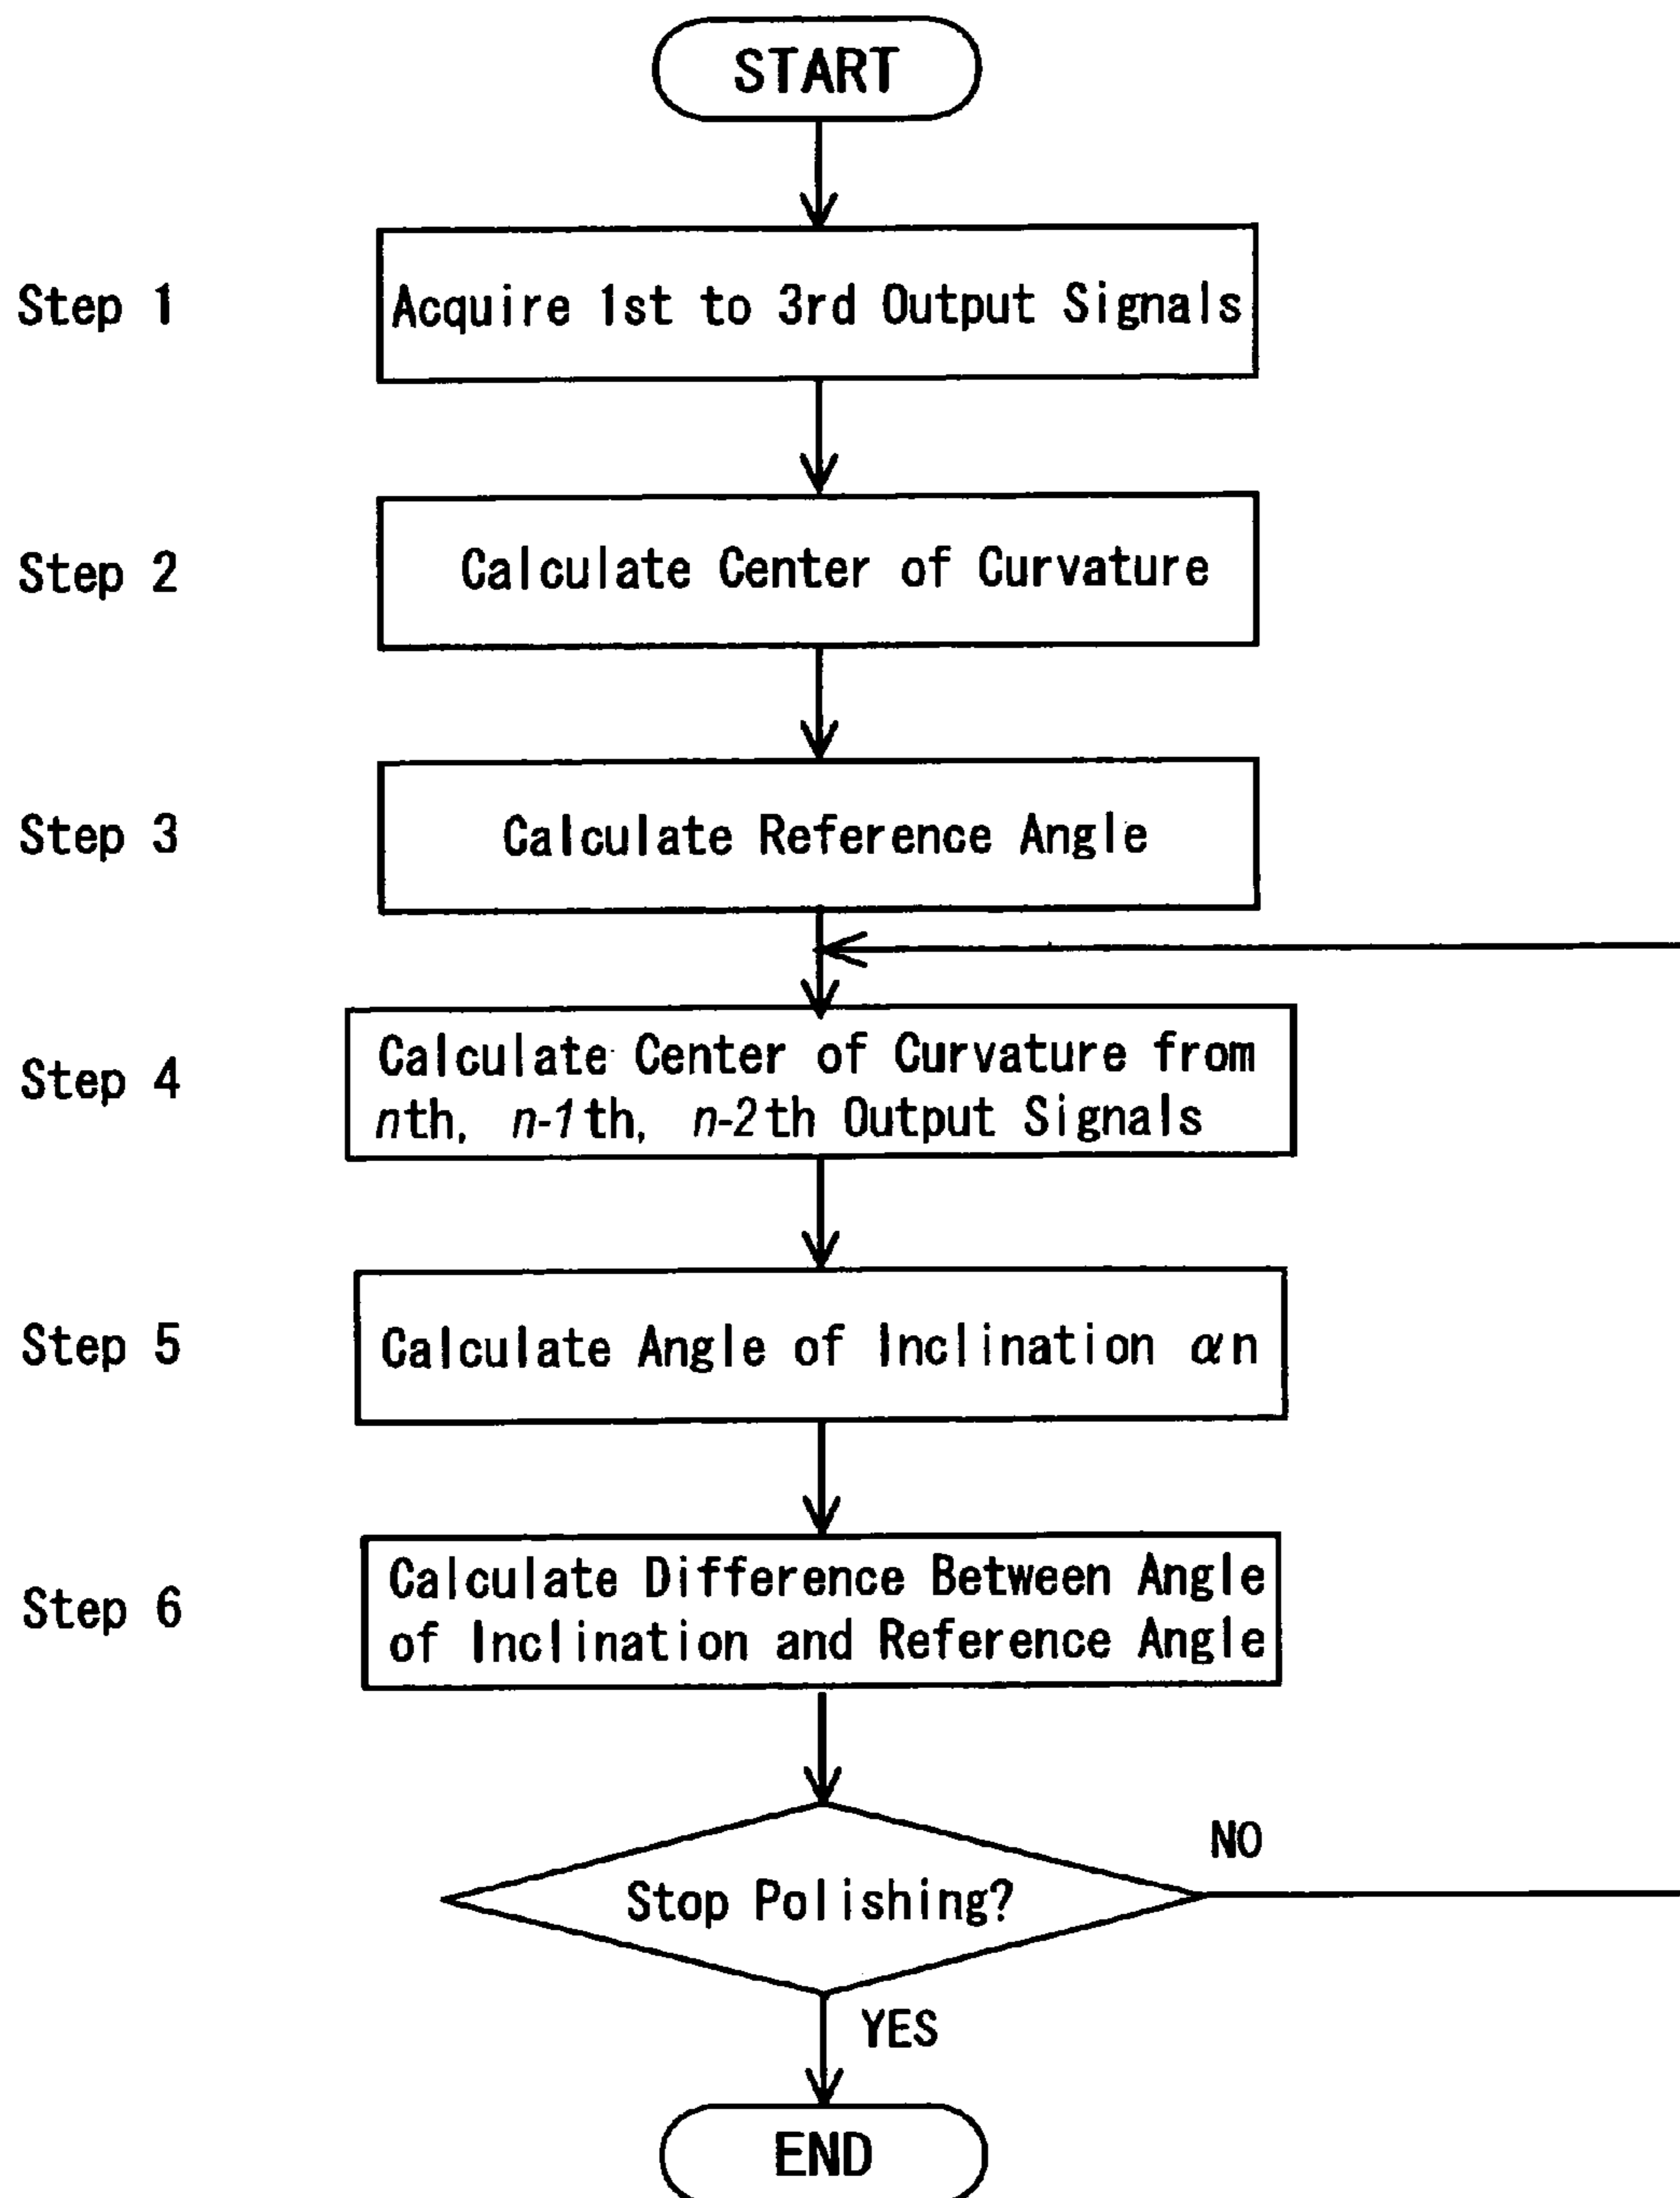 START
Step 1
Acquire 1st to 3rd Output Signals
Step 2
Calculate Center of Curvature
Step 3
Calculate Reference Angle
Step 4
Calculate Center of Curvature from
nth, n-1th, n-2th Output Signals
Step 5
Calculate Angle of Inclination αn
Step 6
Calculate Difference Between Angle
of Inclination and Reference Angle
Stop Polishing?
NO
YES
END